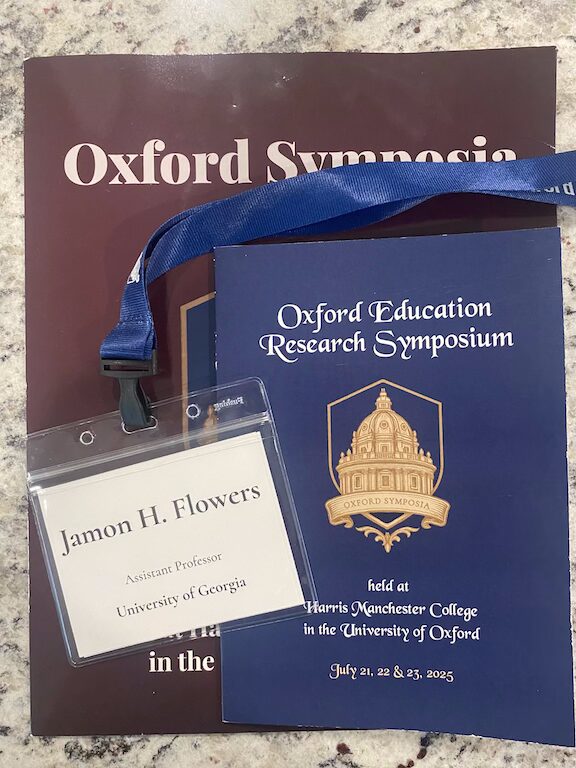 Oxford Symposia
Oxford Education
Research Symposium
OXFORD SYMPOSIA
held at
Harris Manchester College
in the University of Oxford
July 21, 22 & 23, 2025
Jamon H. Flowers
Assistant Professor
University of Georgia
in the